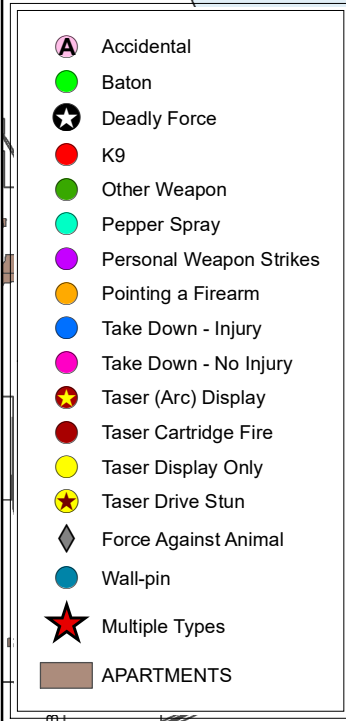 A Accidental
Baton
Deadly Force
K9
Other Weapon
Pepper Spray
Personal Weapon Strikes
Pointing a Firearm
Take Down - Injury
Take Down - No Injury
Taser (Arc) Display
Taser Cartridge Fire
Taser Display Only
Taser Drive Stun
Force Against Animal
Wall-pin
Multiple Types
APARTMENTS